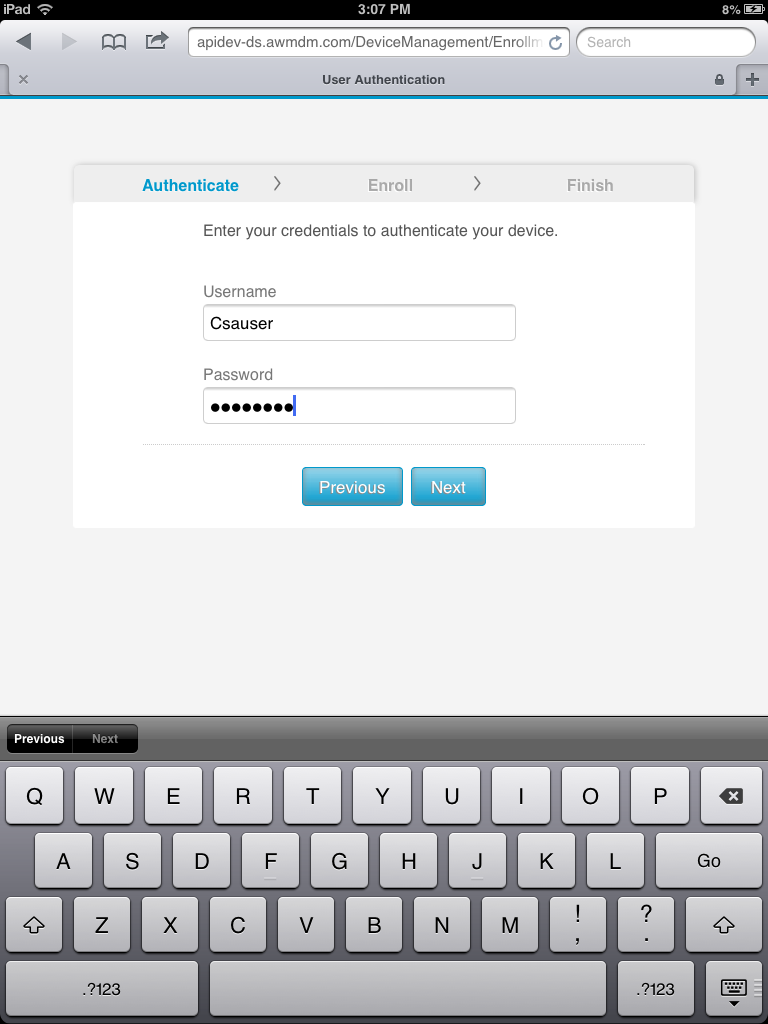 iPad 3:07 PM 8%
apidev-ds.awmdm.com/DeviceManagement/Enrollm Search
User Authentication
Authenticate Enroll Finish
Enter your credentials to authenticate your device.
Username
Csauser
Password
••••••••
Previous Next
Previous Next
Q W E R T Y U I O P
A S D F G H J K L Go
Z X C V B N M ! , ? .
.?123 .?123